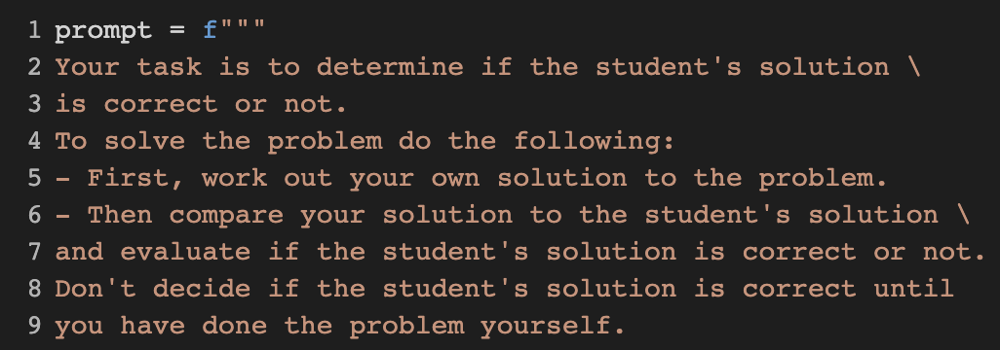 1 prompt = f"""
2 Your task is to determine if the student's solution \
3 is correct or not.
4 To solve the problem do the following:
5 - First, work out your own solution to the problem.
6 - Then compare your solution to the student's solution \
7 and evaluate if the student's solution is correct or not.
8 Don't decide if the student's solution is correct until
9 you have done the problem yourself.